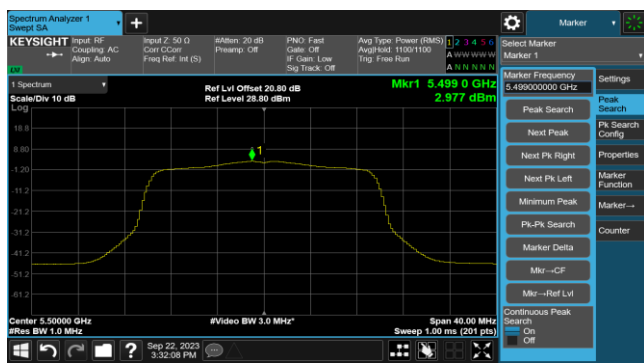 Spectrum Analyzer 1
Swept SA
Marker
KEYSIGHT
Input: RF
Coupling: AC
Align: Auto
Input Z: 50 Ω
Corr CCorr
Freq Ref: Int (S)
#Atten: 20 dB
Preamp: Off
PNO: Fast
Gate: Off
IF Gain: Low
Sig Track: Off
Avg Type: Power (RMS)
Avg|Hold: 1100/1100
Trig: Free Run
1 2 3 4 5 6
A W W W W W
A N N N N N
LXI
Select Marker
Marker 1
1 Spectrum
Scale/Div 10 dB
Log
Ref Lvl Offset 20.80 dB
Ref Level 28.80 dBm
Mkr1 5.499 0 GHz
2.977 dBm
18.8
8.80
-1.20
-11.2
-21.2
-31.2
-41.2
-51.2
-61.2
1
Center 5.50000 GHz
#Res BW 1.0 MHz
#Video BW 3.0 MHz*
Span 40.00 MHz
Sweep 1.00 ms (201 pts)
Marker Frequency
5.499000000 GHz
Peak Search
Next Peak
Next Pk Right
Next Pk Left
Minimum Peak
Pk-Pk Search
Marker Delta
Mkr→CF
Mkr→Ref Lvl
Continuous Peak
Search
On
Off
Settings
Peak
Search
Pk Search
Config
Properties
Marker
Function
Marker→
Counter
Sep 22, 2023
3:32:08 PM